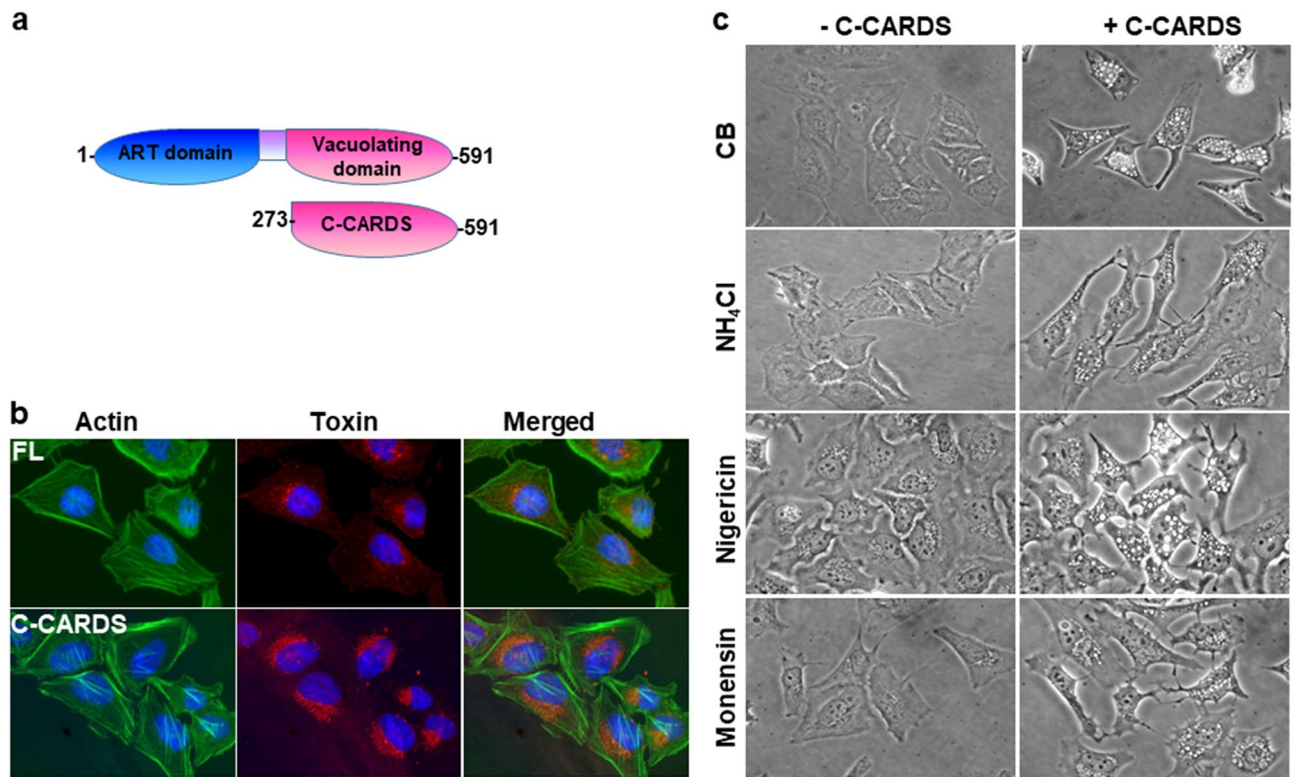 a
1-
ART domain
Vacuolating
domain
-591
273-
C-CARDS
-591
b
Actin
Toxin
Merged
FL
C-CARDS
c
- C-CARDS
+ C-CARDS
CB
NH₄Cl
Nigericin
Monensin